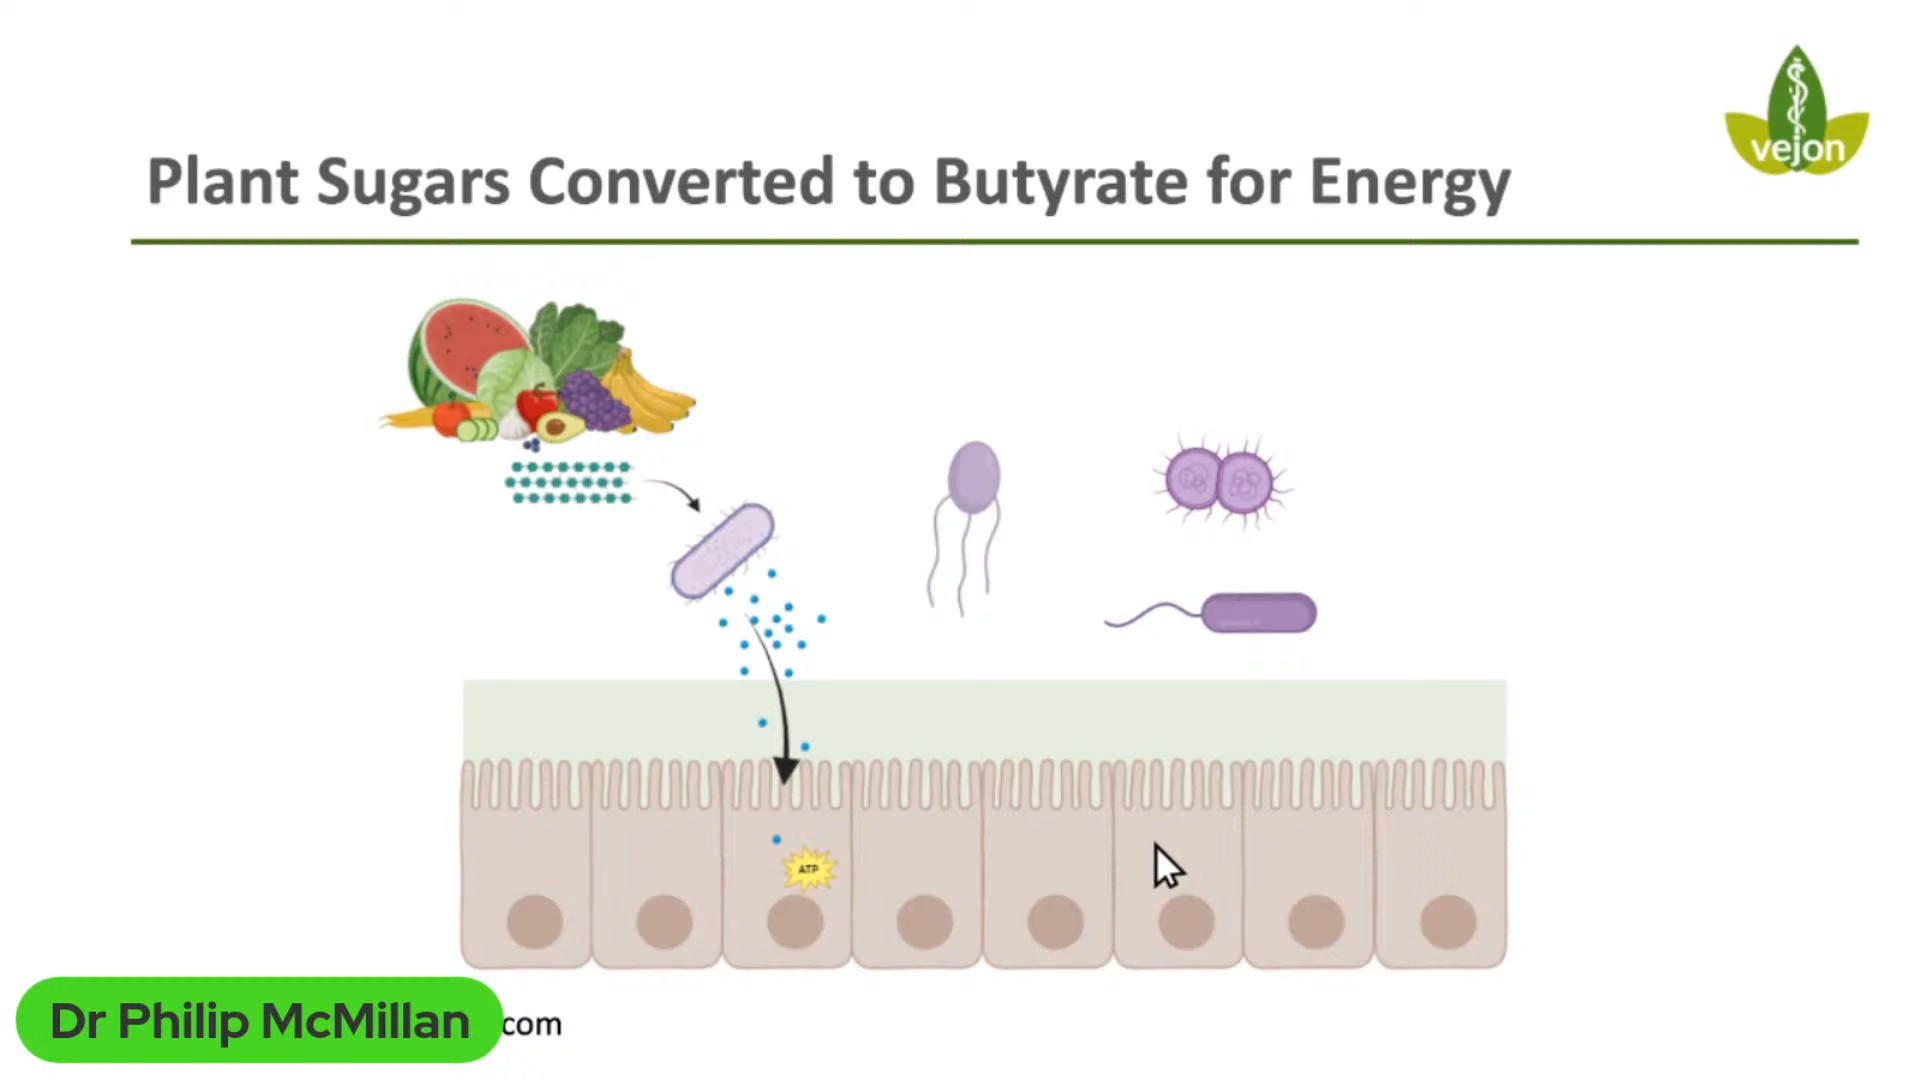 vejon
Plant Sugars Converted to Butyrate for Energy
ATP
Dr Philip McMillan
com